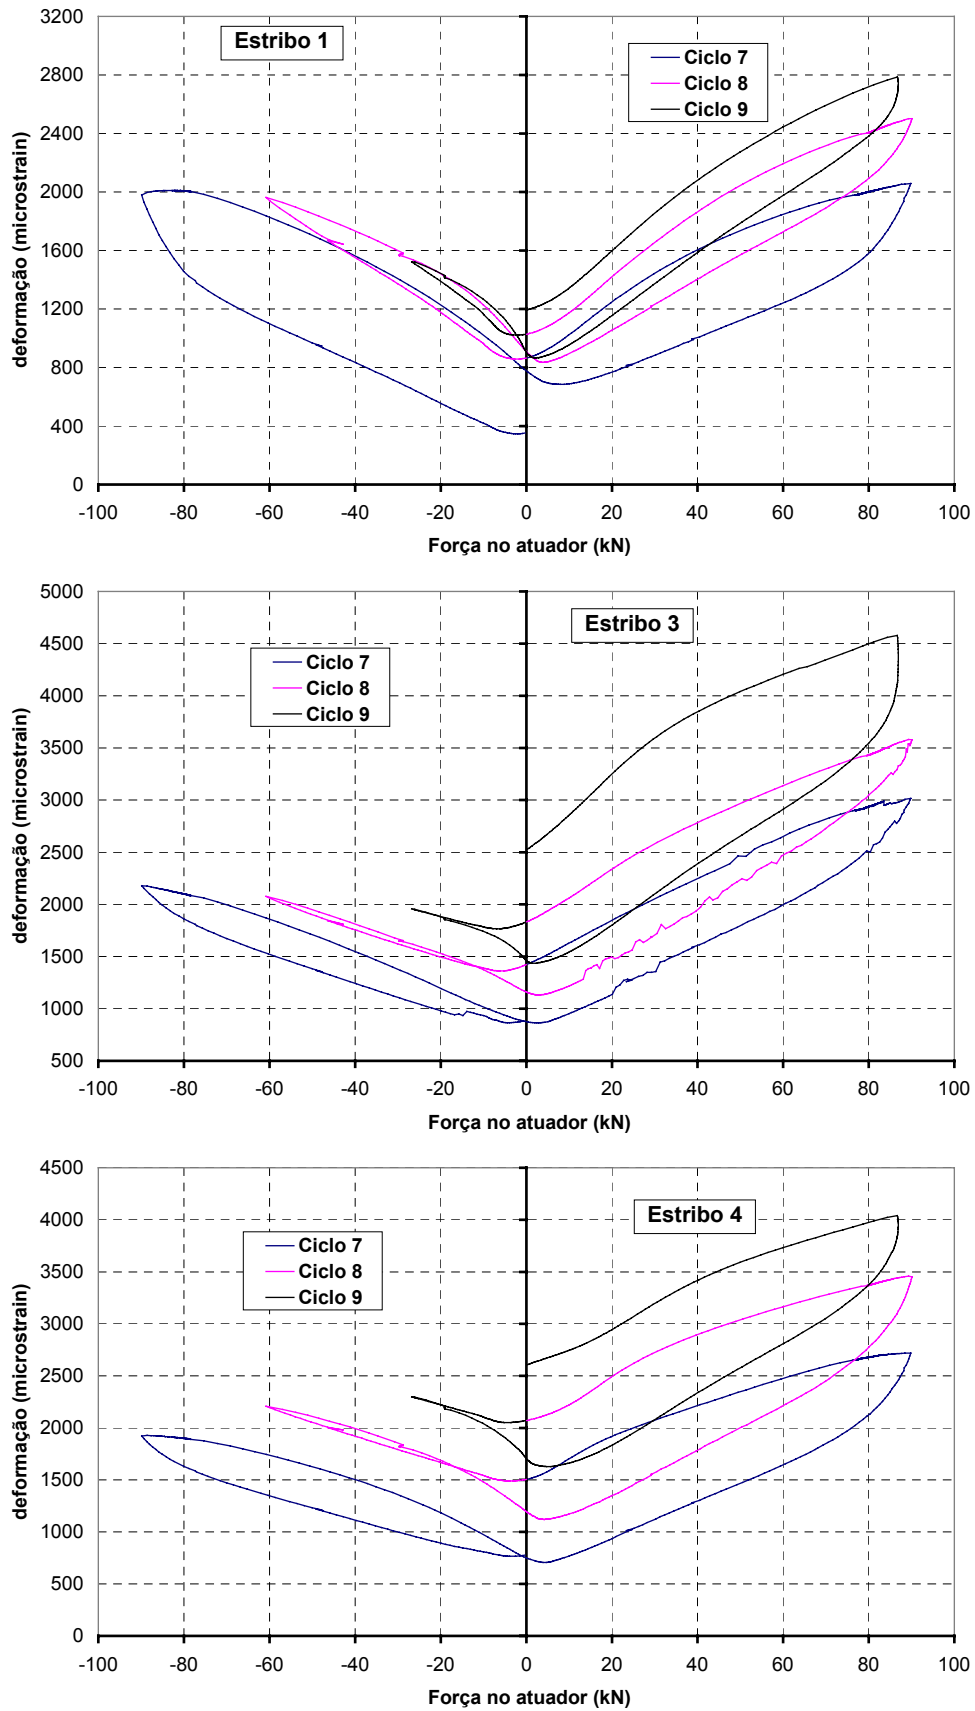 3200
2800
2400
2000
1600
1200
800
400
0
deformação (microstrain)
Estribo 1
Ciclo 7
Ciclo 8
Ciclo 9
-100 -80 -60 -40 -20 0 20 40 60 80 100
Força no atuador (kN)
5000
4500
4000
3500
3000
2500
2000
1500
1000
500
deformação (microstrain)
Estribo 3
Ciclo 7
Ciclo 8
Ciclo 9
-100 -80 -60 -40 -20 0 20 40 60 80 100
Força no atuador (kN)
4500
4000
3500
3000
2500
2000
1500
1000
500
0
deformação (microstrain)
Estribo 4
Ciclo 7
Ciclo 8
Ciclo 9
-100 -80 -60 -40 -20 0 20 40 60 80 100
Força no atuador (kN)